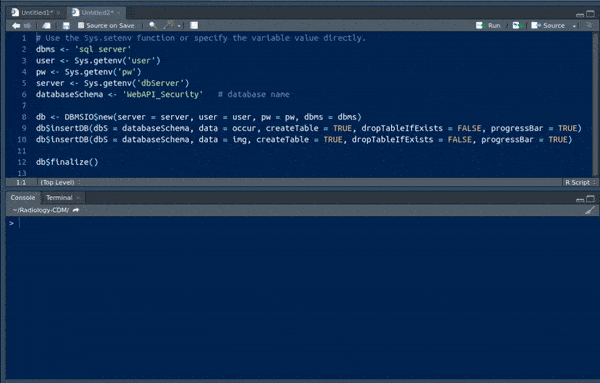 Untitled1* Untitled2*
Source on Save Run Source
1 # Use the Sys.setenv function or specify the variable value directly.
2 dbms <- 'sql server'
3 user <- Sys.getenv('user')
4 pw <- Sys.getenv('pw')
5 server <- Sys.getenv('dbServer')
6 databaseSchema <- 'WebAPI_Security' # database name
7
8 db <- DBMSIO$new(server = server, user = user, pw = pw, dbms = dbms)
9 db$insertDB(dbS = databaseSchema, data = occur, createTable = TRUE, dropTableIfExists = FALSE, progressBar = TRUE)
10 db$insertDB(dbS = databaseSchema, data = img, createTable = TRUE, dropTableIfExists = FALSE, progressBar = TRUE)
11
12 db$finalize()
13
1:1 (Top Level) R Script
Console Terminal
~/Radiology-CDM/
>